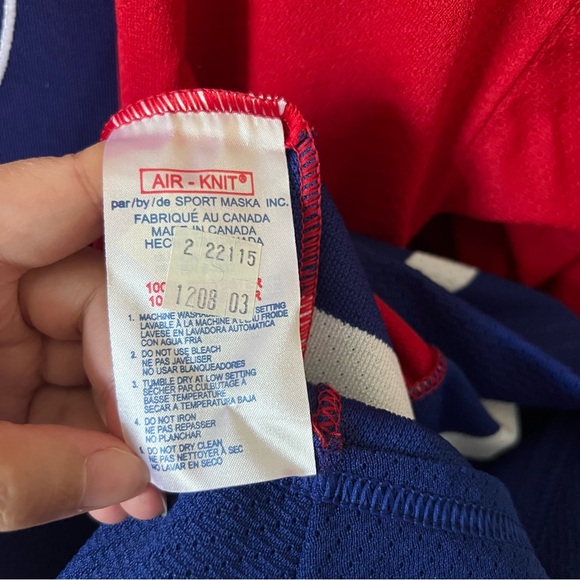 AIR-KNIT®
par/by/de SPORT MASKA INC.
FABRIQUÉ AU CANADA
MADE IN CANADA
2 22115
100
1208 03
1. MACHINE SETTING
LAVABLE À LA MACHINE À L'EAU FROIDE
LAVESE EN LAVADORA AUTOMATICA
CON AGUA FRIA
2. DO NOT USE BLEACH
NE PAS JAVÉLISER
NO USAR BLANQUEADORES
3. TUMBLE DRY AT LOW SETTING
SÉCHER PAR CULBUTAGE À
BASSE TEMPÉRATURE
SECAR A TEMPERATURA BAJA
4. DO NOT IRON
NE PAS REPASSER
NO PLANCHAR
5. DO NOT DRY CLEAN
NE PAS NETTOYER À SEC
NO LAVAR EN SECO